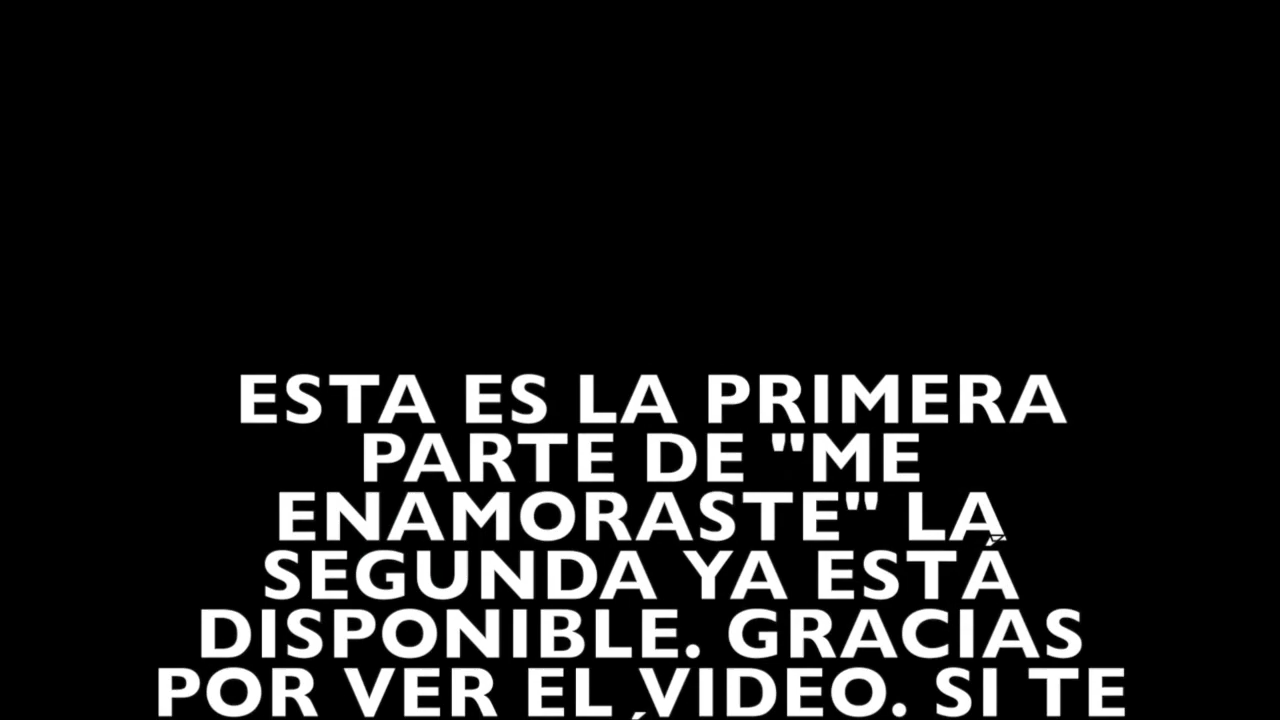 ESTA ES LA PRIMERA
PARTE DE "ME
ENAMORASTE" LA
SEGUNDA YA ESTÁ
DISPONIBLE. GRACIAS
POR VER EL VIDEO. SI TE